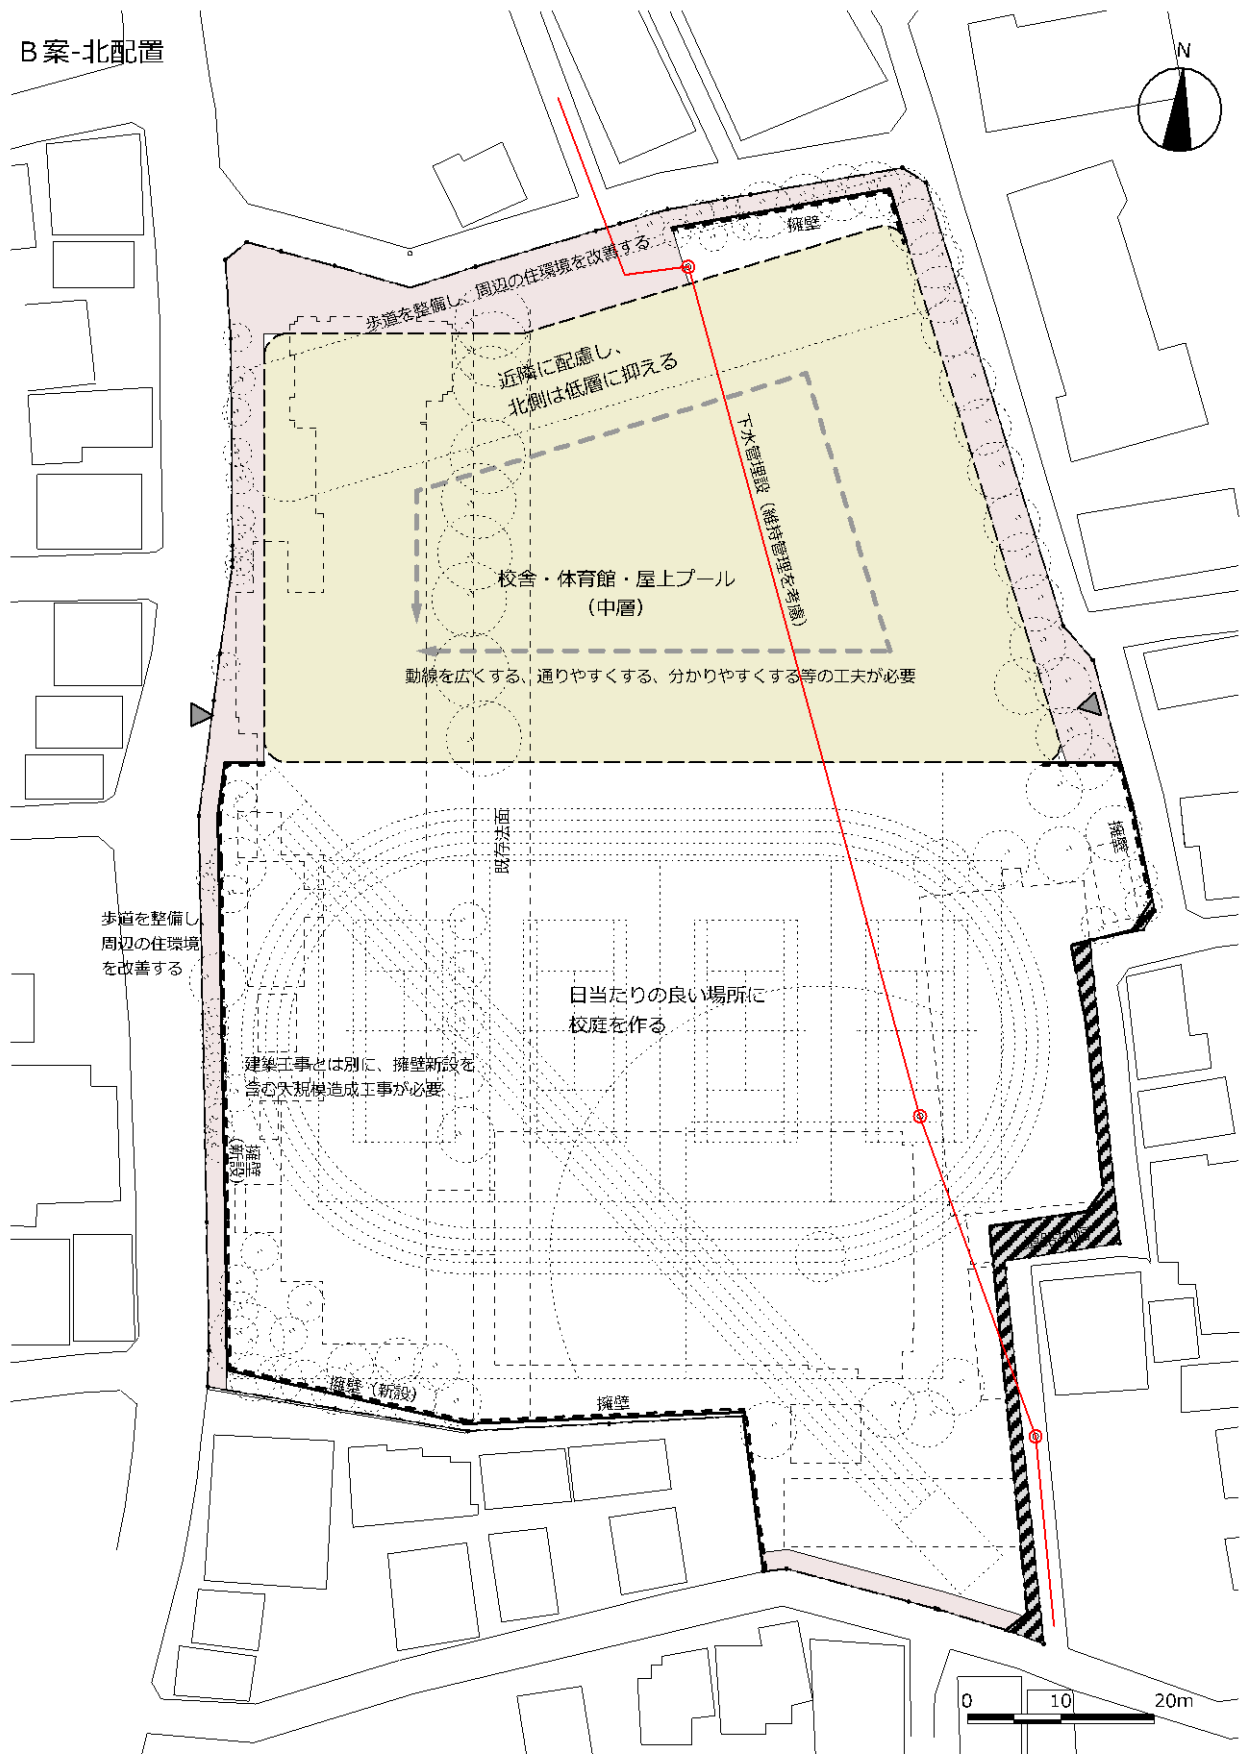 B案-北配置
N
擁壁
歩道を整備し、周辺の住環境を改善する
近隣に配慮し、
北側は低層に抑える
下水管埋設（維持管理を考慮）
校舎・体育館・屋上プール
（中層）
動線を広くする、通りやすくする、分かりやすくする等の工夫が必要
既存法面
擁壁
歩道を整備し、
周辺の住環境
を改善する
日当たりの良い場所に
校庭を作る
建築工事とは別に、擁壁新設を
含む大規模造成工事が必要
擁壁
（新設）
擁壁（新設）
擁壁
0 10 20m